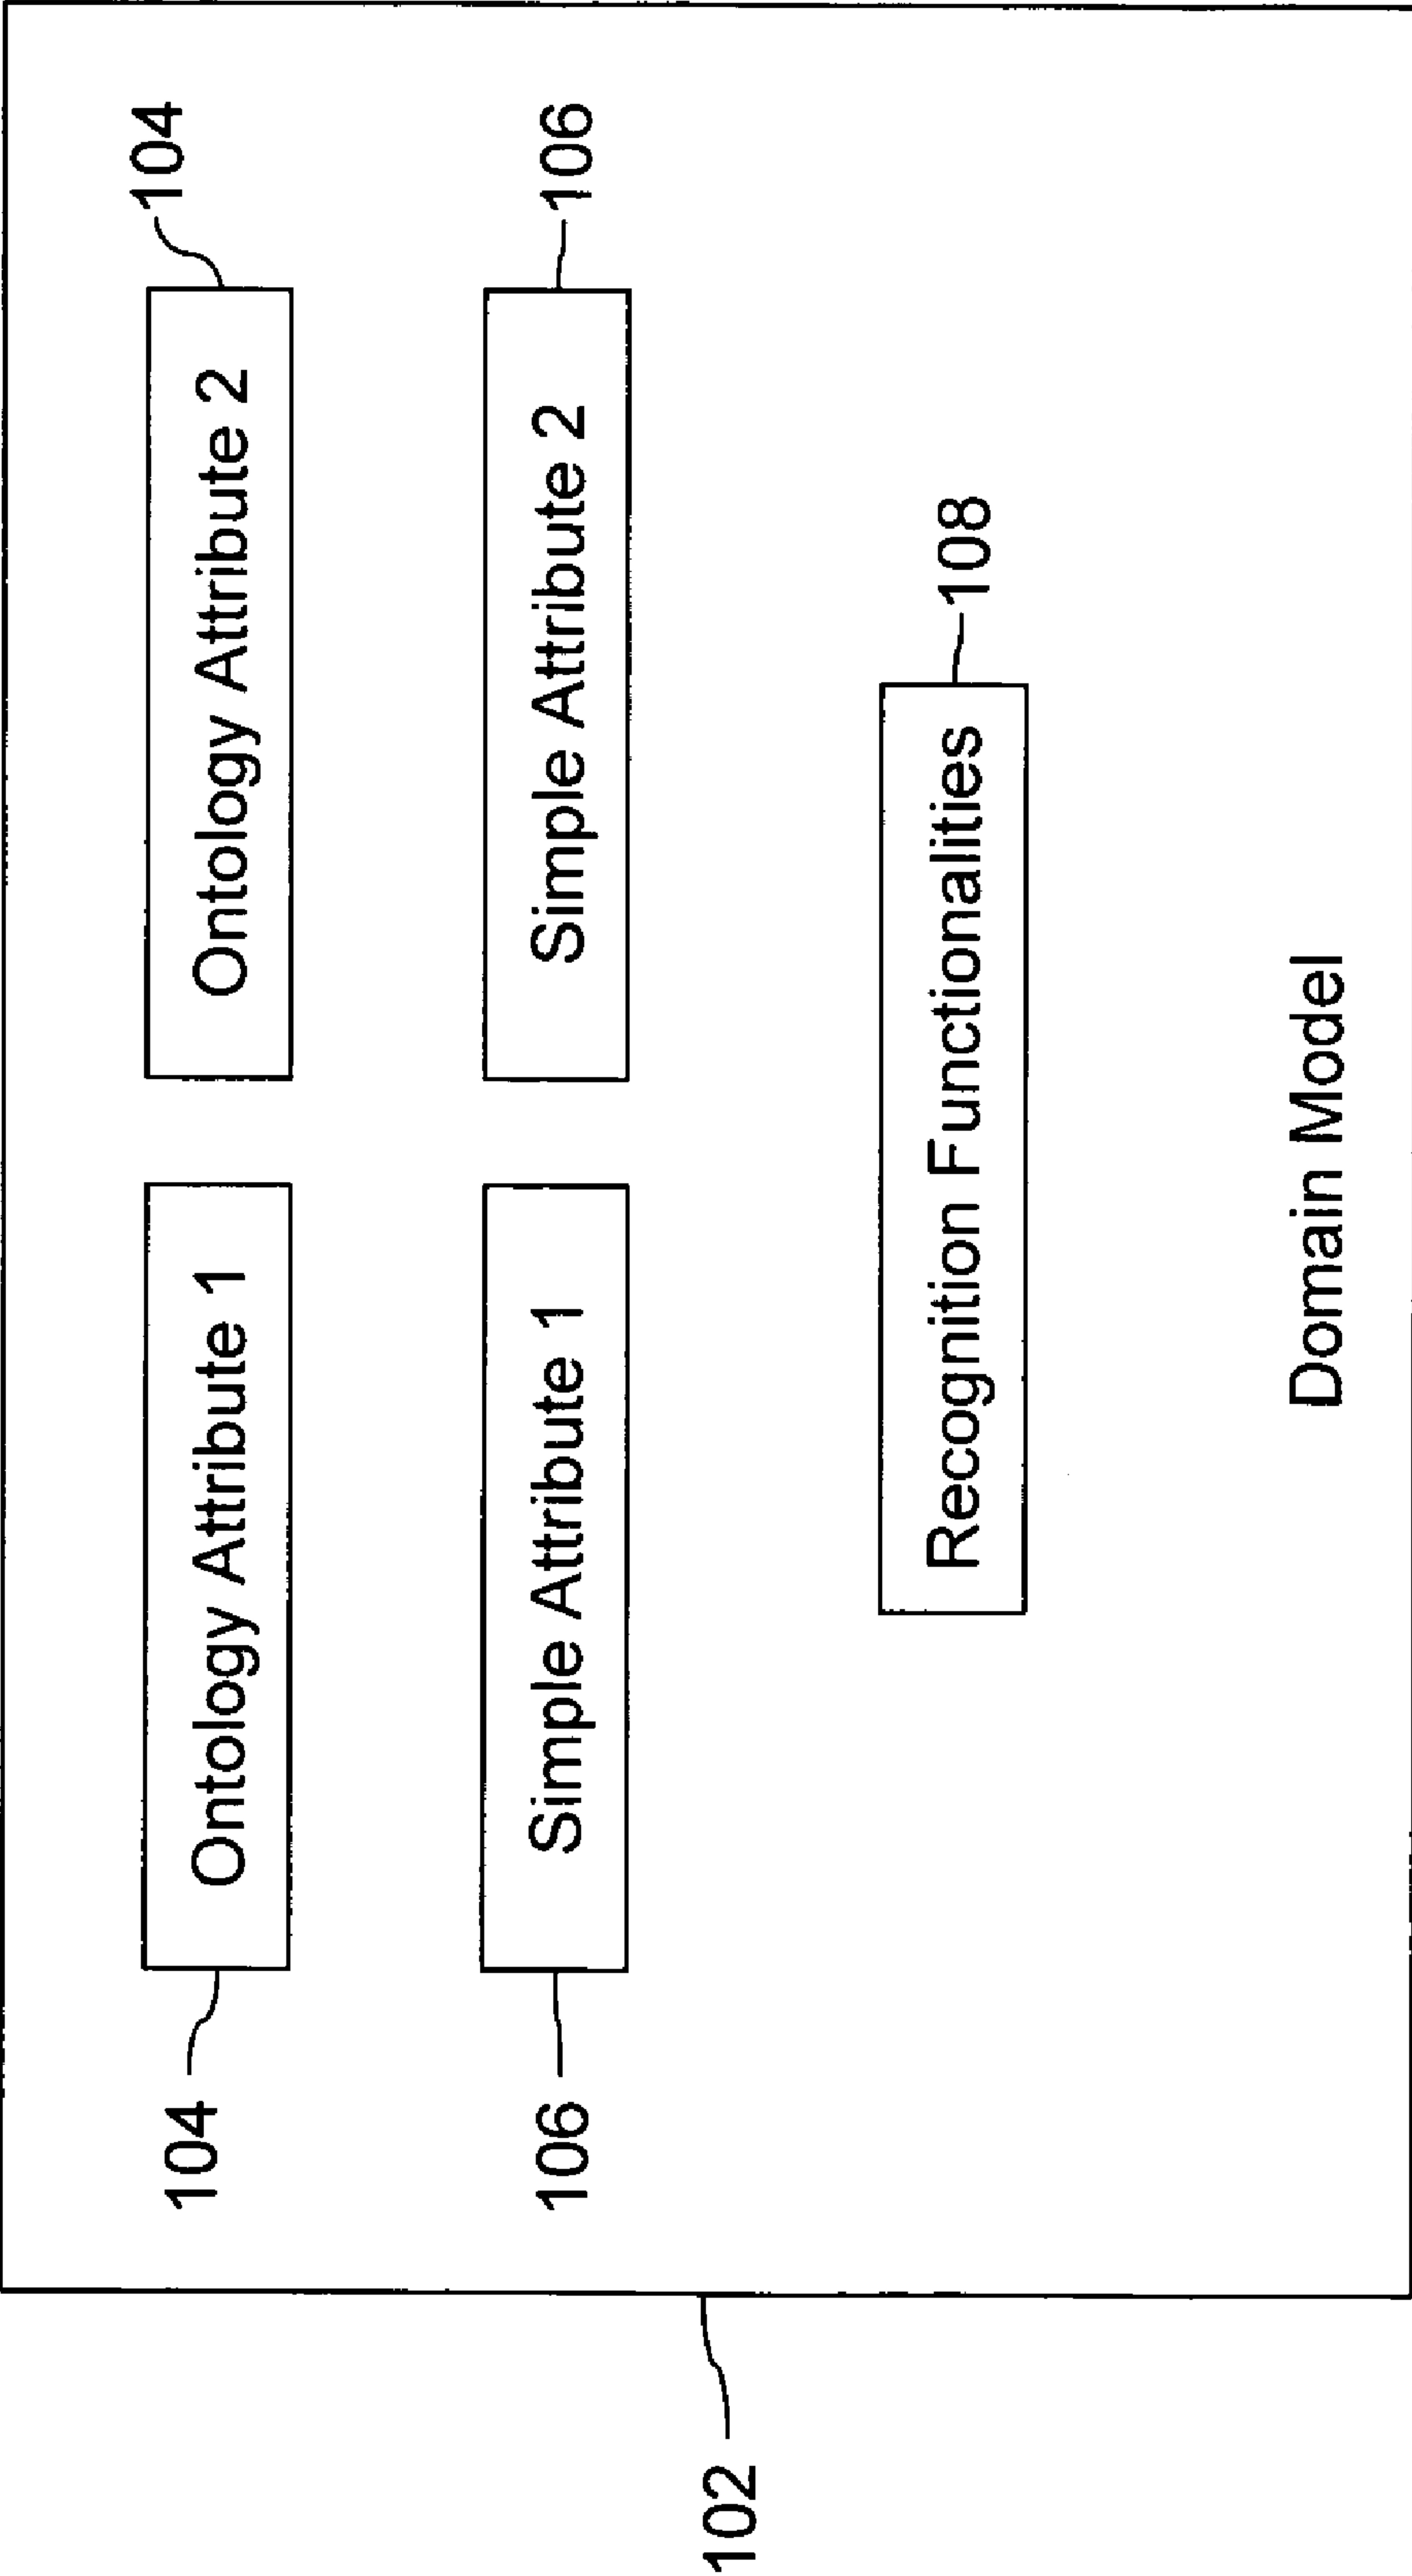 104
Ontology Attribute 1
Ontology Attribute 2
104
106
Simple Attribute 1
Simple Attribute 2
106
102
Recognition Functionalities
108
Domain Model